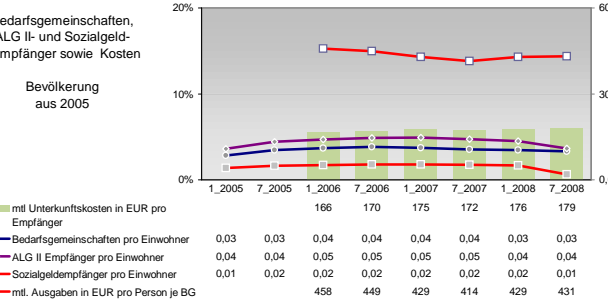 edarfsgemeinschaften,
ALG II- und Sozialgeld-
mpfänger sowie Kosten
Bevölkerung
aus 2005
20%
10%
0%
60
30
0,
1_2005 7_2005 1_2006 7_2006 1_2007 7_2007 1_2008 7_2008
mtl Unterkunftskosten in EUR pro
Empfänger
166 170 175 172 176 179
Bedarfsgemeinschaften pro Einwohner 0,03 0,03 0,04 0,04 0,04 0,04 0,03 0,03
ALG II Empfänger pro Einwohner 0,04 0,04 0,05 0,05 0,05 0,05 0,04 0,04
Sozialgeldempfänger pro Einwohner 0,01 0,02 0,02 0,02 0,02 0,02 0,02 0,01
mtl. Ausgaben in EUR pro Person je BG 458 449 429 414 429 431